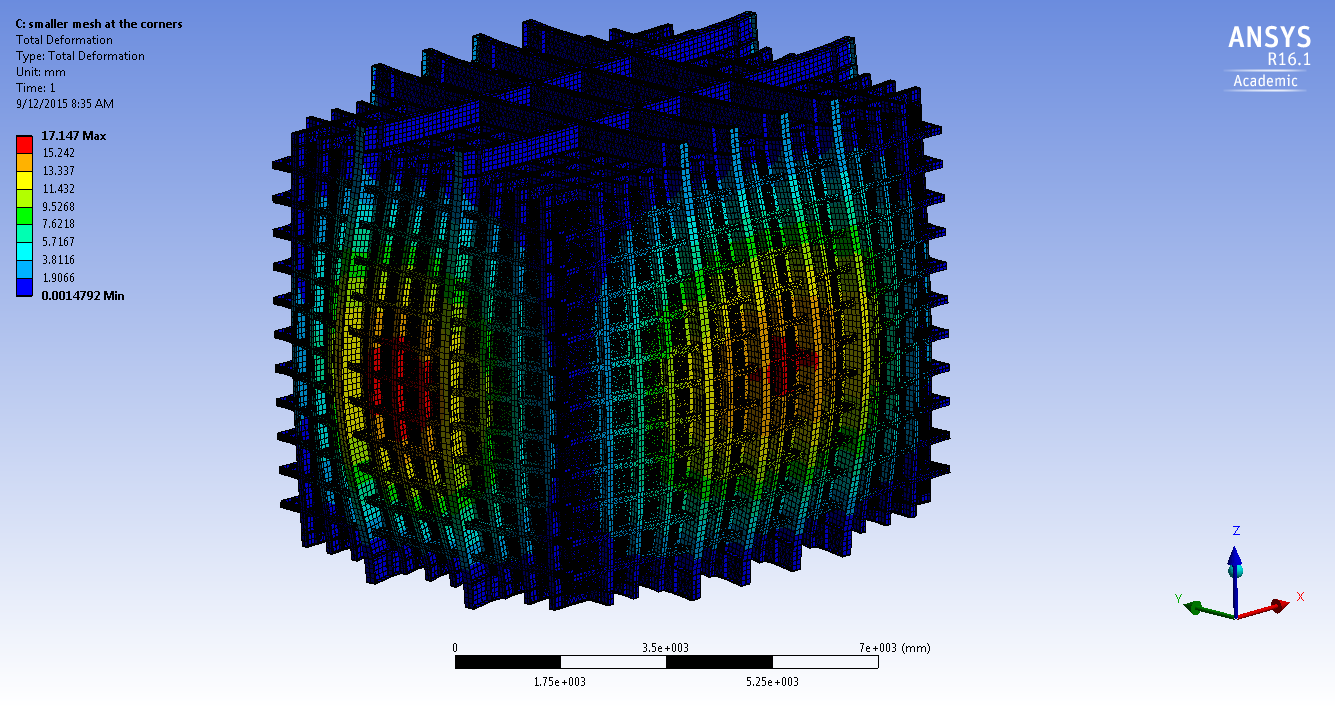 C: smaller mesh at the corners
Total Deformation
Type: Total Deformation
Unit: mm
Time: 1
9/12/2015 8:35 AM
17.147 Max
15.242
13.337
11.432
9.5268
7.6218
5.7167
3.8116
1.9066
0.0014792 Min
ANSYS
R16.1
Academic
Z
Y
X
0
3.5e+003
7e+003 (mm)
1.75e+003
5.25e+003